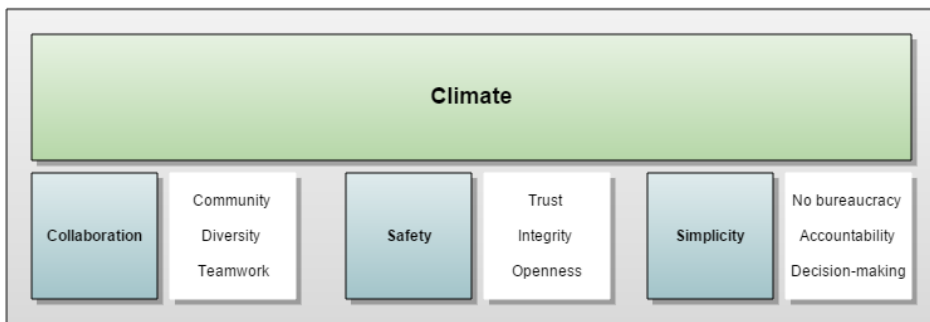 Climate
Collaboration
Community
Diversity
Teamwork
Safety
Trust
Integrity
Openness
Simplicity
No bureaucracy
Accountability
Decision-making